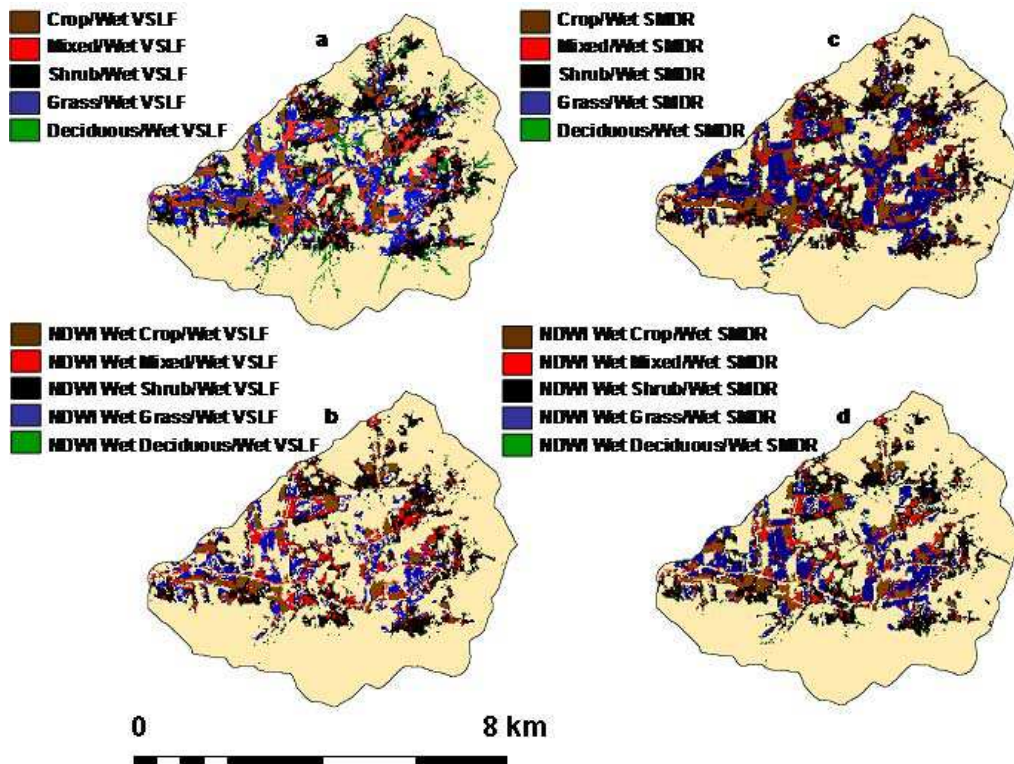 Crop/Wet VSLF
Mixed/Wet VSLF
Shrub/Wet VSLF
Grass/Wet VSLF
Deciduous/Wet VSLF
a
Crop/Wet SMDR
Mixed/Wet SMDR
Shrub/Wet SMDR
Grass/Wet SMDR
Deciduous/Wet SMDR
c
NDWI Wet Crop/Wet VSLF
NDWI Wet Mixed/Wet VSLF
NDWI Wet Shrub/Wet VSLF
NDWI Wet Grass/Wet VSLF
NDWI Wet Deciduous/Wet VSLF
b
NDWI Wet Crop/Wet SMDR
NDWI Wet Mixed/Wet SMDR
NDWI Wet Shrub/Wet SMDR
NDWI Wet Grass/Wet SMDR
NDWI Wet Deciduous/Wet SMDR
d
0 8 km